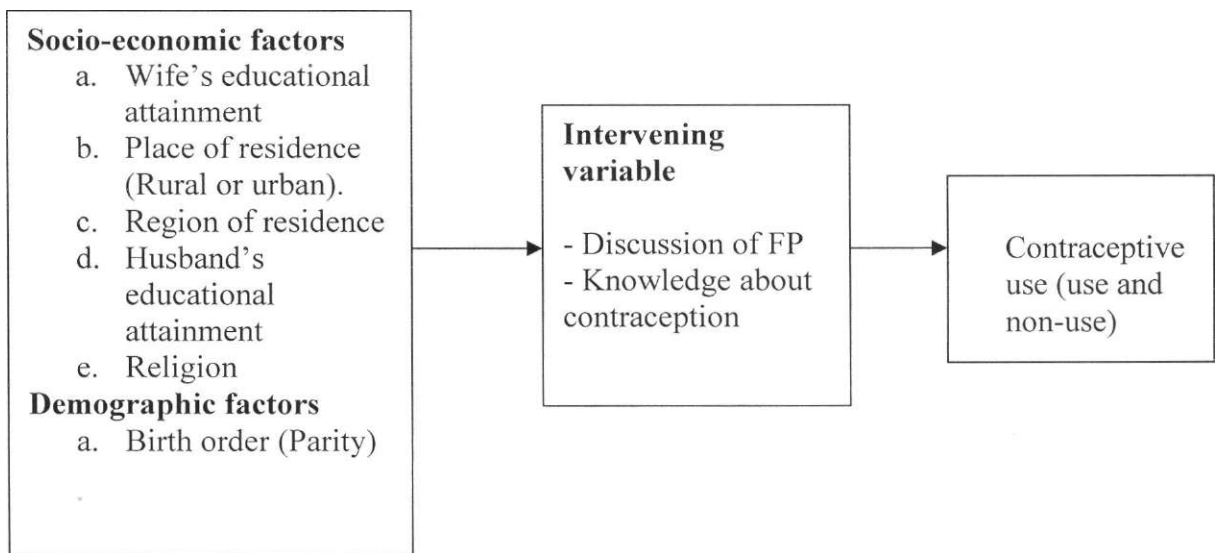 Socio-economic factors
a. Wife's educational
attainment
b. Place of residence
(Rural or urban).
c. Region of residence
d. Husband's
educational
attainment
e. Religion
Demographic factors
a. Birth order (Parity)
Intervening
variable
- Discussion of FP
- Knowledge about
contraception
Contraceptive
use (use and
non-use)